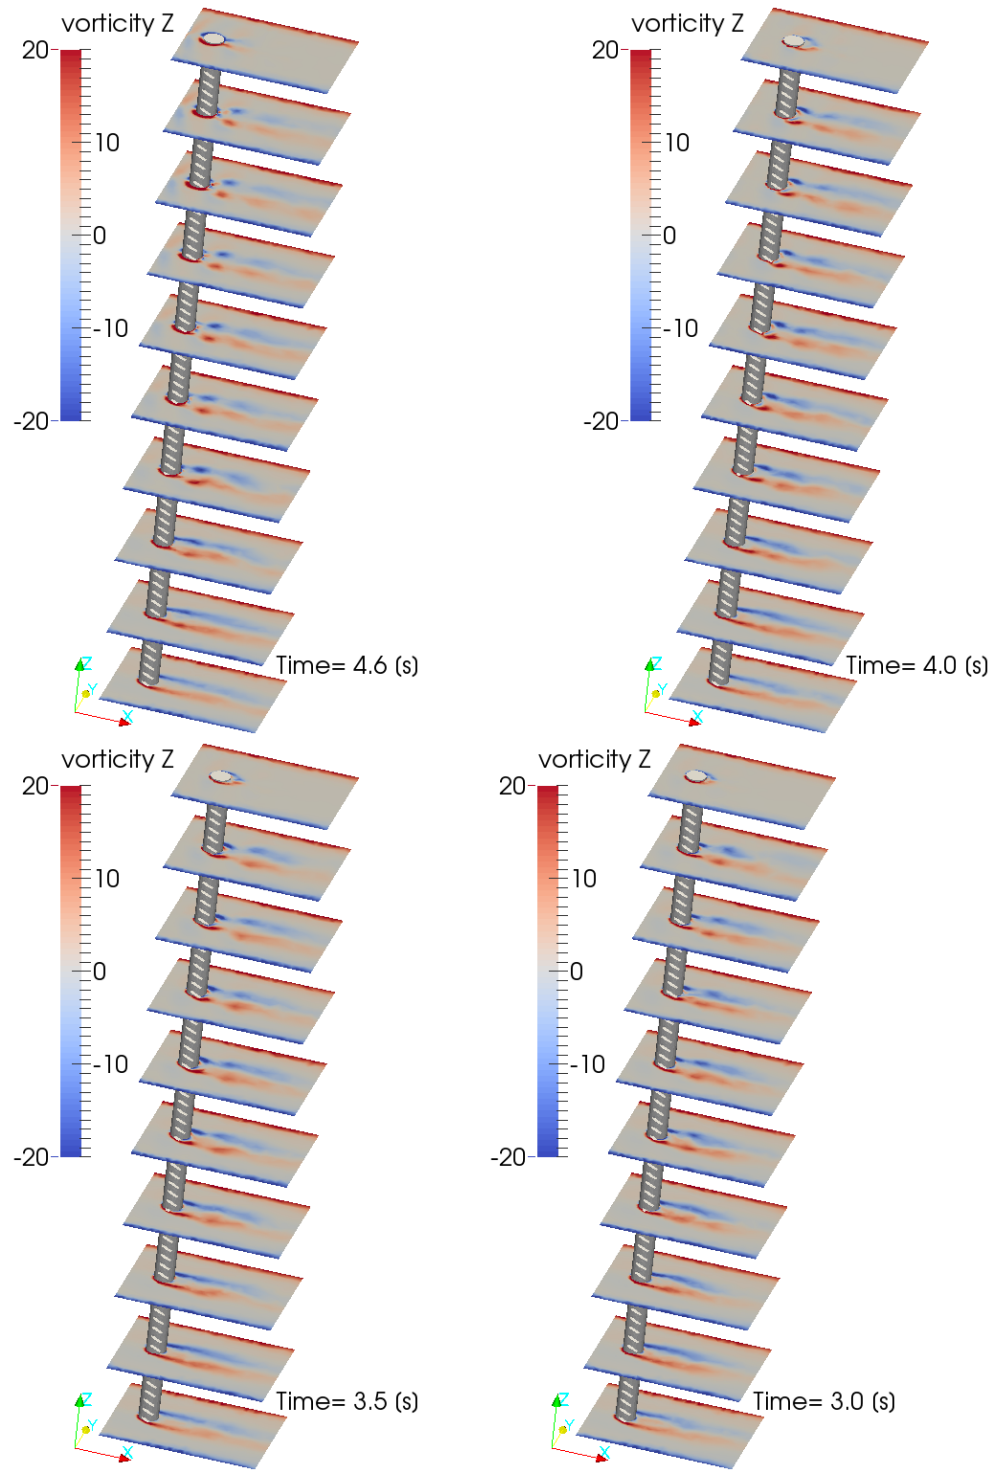 vorticity Z
20
10
0
-10
-20
Time= 4.6 (s)
Z
Y
X
vorticity Z
20
10
0
-10
-20
Time= 4.0 (s)
Z
Y
X
vorticity Z
20
10
0
-10
-20
Time= 3.5 (s)
Z
Y
X
vorticity Z
20
10
0
-10
-20
Time= 3.0 (s)
Z
Y
X